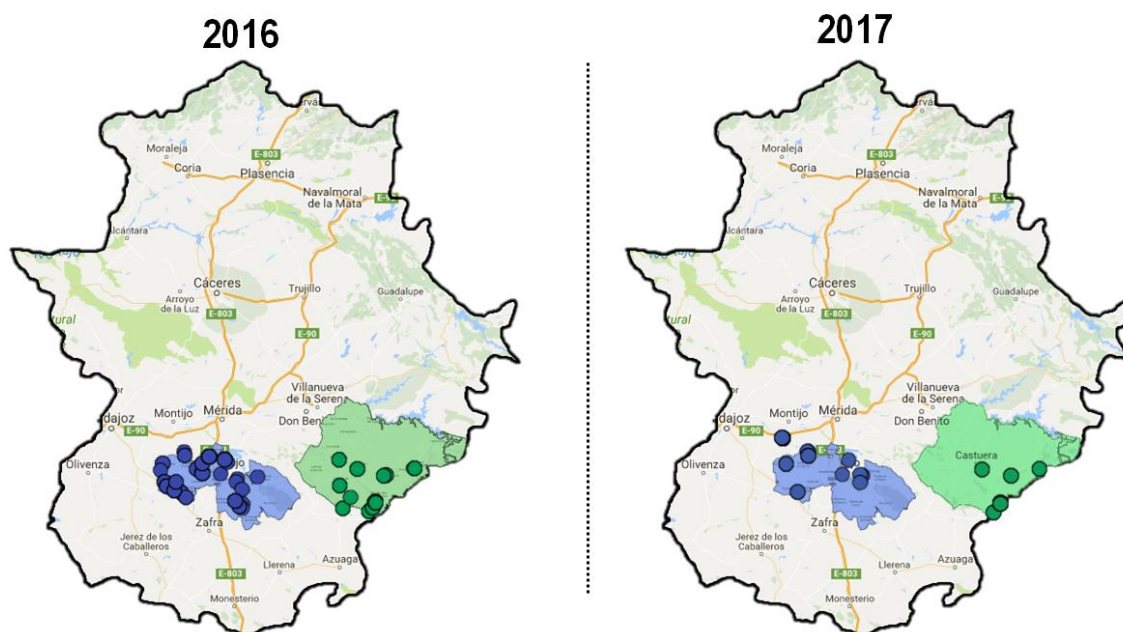 2016
2017
Moraleja
Coria
E-803
Plasencia
Navalmoral
de la Mata
Alcántara
Cáceres
Arroyo
de la Luz
Trujillo
Guadalupe
E-803
E-90
Villanueva
de la Serena
Don Benito
Montijo
Mérida
E-90
Olivenza
Zafra
Jerez de los
Caballeros
E-803
Llerena
Azuaga
Monesterio
Moraleja
Coria
E-803
Plasencia
Navalmoral
de la Mata
Alcántara
Cáceres
Arroyo
de la Luz
Trujillo
Guadalupe
E-803
E-90
Villanueva
de la Serena
Don Benito
Montijo
Mérida
E-90
Castuera
Olivenza
Zafra
Jerez de los
Caballeros
E-803
Llerena
Azuaga
Monesterio